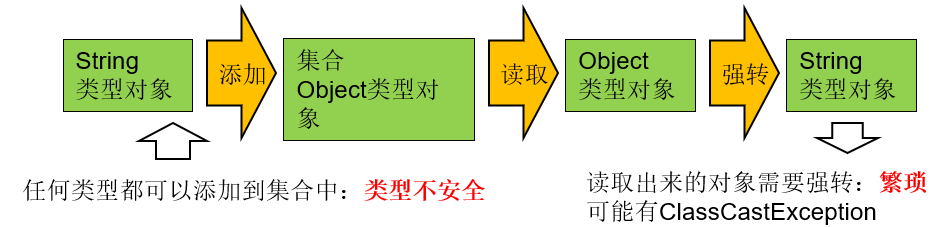 String
类型对象
添加
集合
Object类型对
象
读取
Object
类型对象
强转
String
类型对象
任何类型都可以添加到集合中：类型不安全
读取出来的对象需要强转：繁琐
可能有ClassCastException